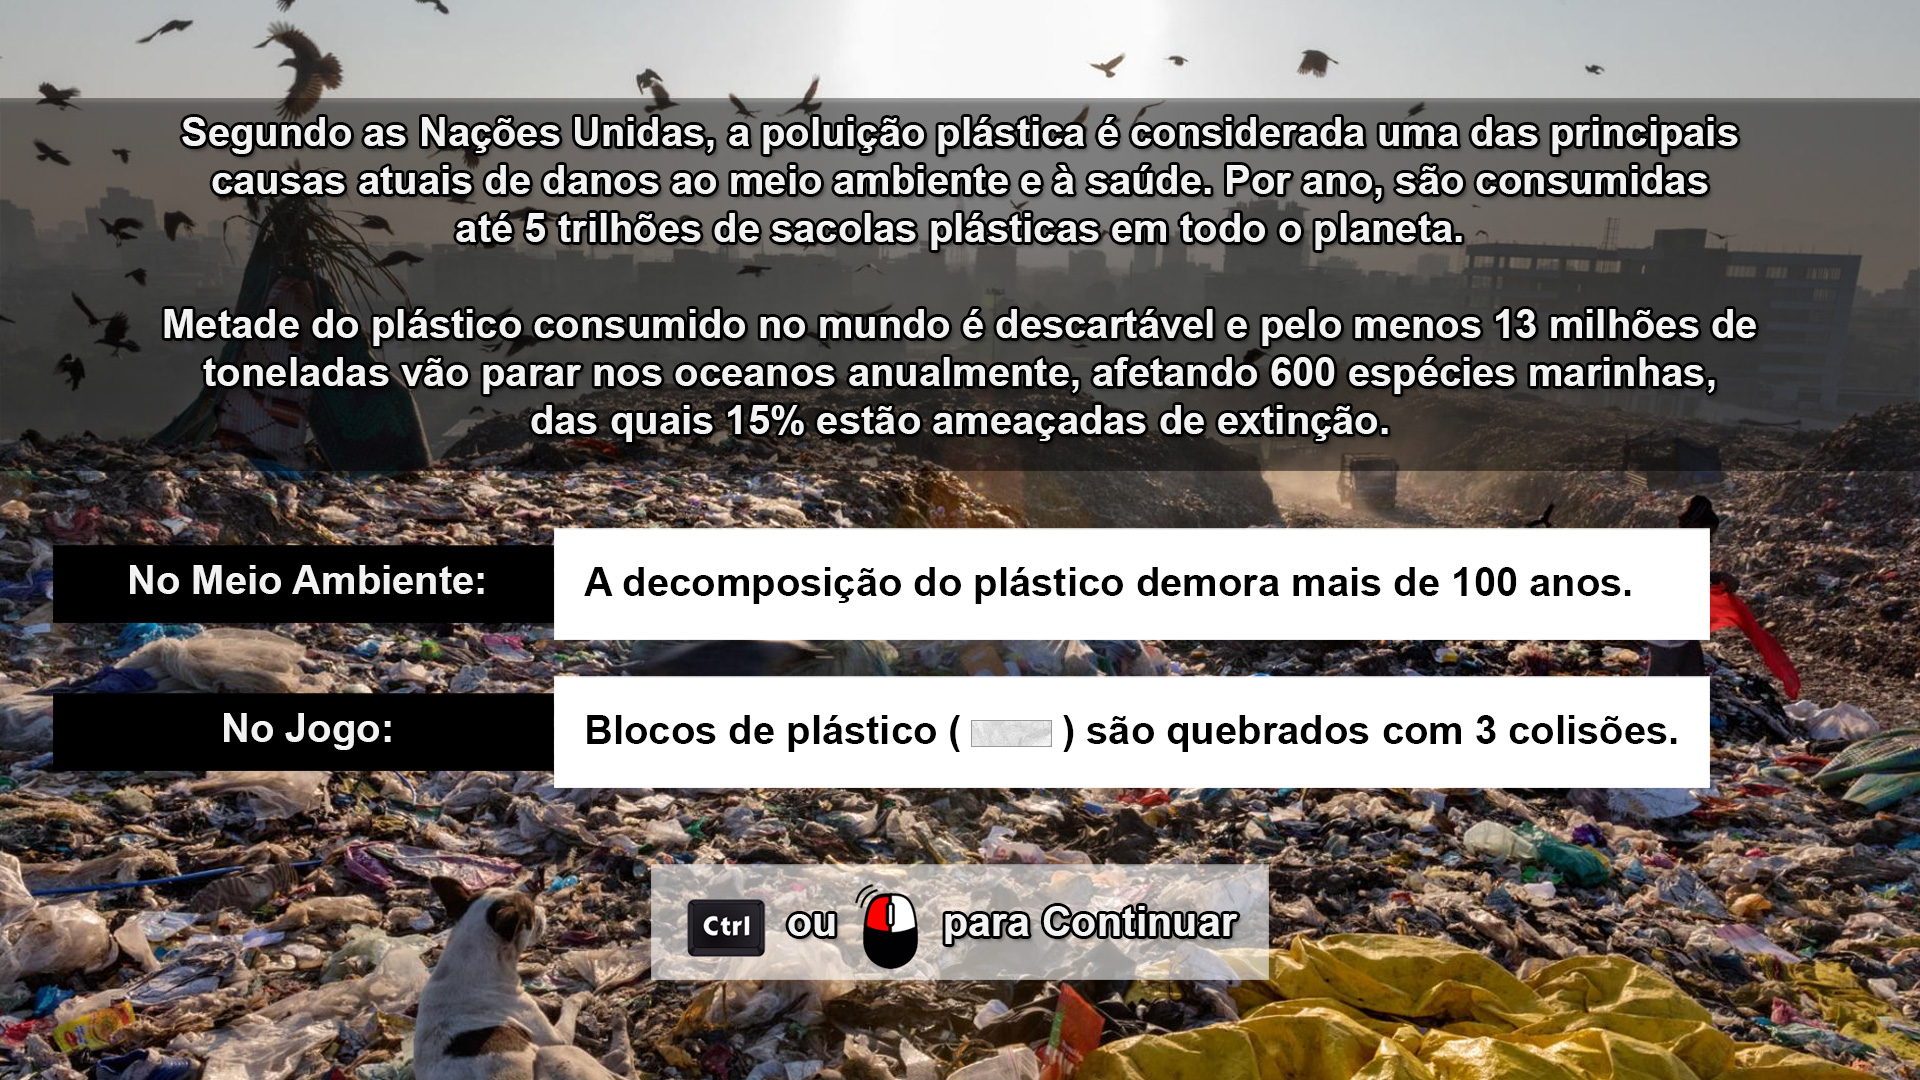 Segundo as Nações Unidas, a poluição plástica é considerada uma das principais
causas atuais de danos ao meio ambiente e à saúde. Por ano, são consumidas
até 5 trilhões de sacolas plásticas em todo o planeta.
Metade do plástico consumido no mundo é descartável e pelo menos 13 milhões de
toneladas vão parar nos oceanos anualmente, afetando 600 espécies marinhas,
das quais 15% estão ameaçadas de extinção.
No Meio Ambiente: A decomposição do plástico demora mais de 100 anos.
No Jogo: Blocos de plástico ( ) são quebrados com 3 colisões.
Ctrl ou para Continuar